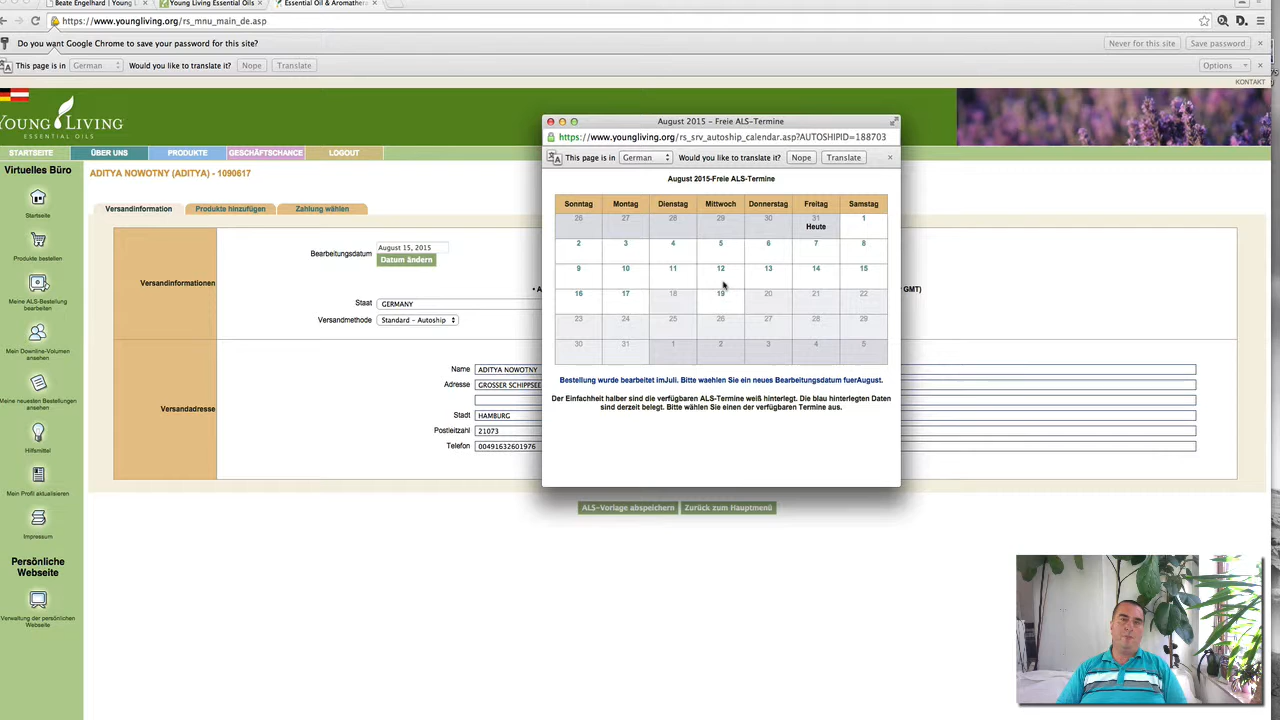 Beate Engelhard | Young L
Young Living Essential Oils
Essential Oil & Aromather
https://www.youngliving.org/rs_mnu_main_de.asp
Do you want Google Chrome to save your password for this site?
Never for this site
Save password
This page is in
German
Would you like to translate it?
Nope
Translate
Options
KONTAKT
YOUNG LIVING
ESSENTIAL OILS
STARTSEITE
ÜBER UNS
PRODUKTE
GESCHÄFTSCHANCE
LOGOUT
Virtuelles Büro
Startseite
Produkte bestellen
Meine ALS-Bestellung
bearbeiten
Mein Downline-Volumen
ansehen
Meine neuesten Bestellungen
ansehen
Hilfsmittel
Mein Profil aktualisieren
Impressum
Persönliche
Webseite
Verwaltung der persönlichen
Webseite
ADITYA NOWOTNY (ADITYA) - 1090617
Versandinformation
Produkte hinzufügen
Zahlung wählen
Versandinformationen
Bearbeitungsdatum
August 15, 2015
Datum ändern
• A
GMT)
Staat
GERMANY
Versandmethode
Standard - Autoship
Versandadresse
Name
ADITYA NOWOTNY
Adresse
GROSSER SCHIPPSEE
Stadt
HAMBURG
Postleitzahl
21073
Telefon
00491632601976
ALS-Vorlage abspeichern
Zurück zum Hauptmenü
August 2015 - Freie ALS-Termine
https://www.youngliving.org/rs_srv_autoship_calendar.asp?AUTOSHIPID=188703
This page is in
German
Would you like to translate it?
Nope
Translate
August 2015-Freie ALS-Termine
Sonntag Montag Dienstag Mittwoch Donnerstag Freitag Samstag
26 27 28 29 30 31 1
Heute
2 3 4 5 6 7 8
9 10 11 12 13 14 15
16 17 18 19 20 21 22
23 24 25 26 27 28 29
30 31 1 2 3 4 5
Bestellung wurde bearbeitet imJuli. Bitte waehlen Sie ein neues Bearbeitungsdatum fuerAugust.
Der Einfachheit halber sind die verfügbaren ALS-Termine weiß hinterlegt. Die blau hinterlegten Daten
sind derzeit belegt. Bitte wählen Sie einen der verfügbaren Termine aus.